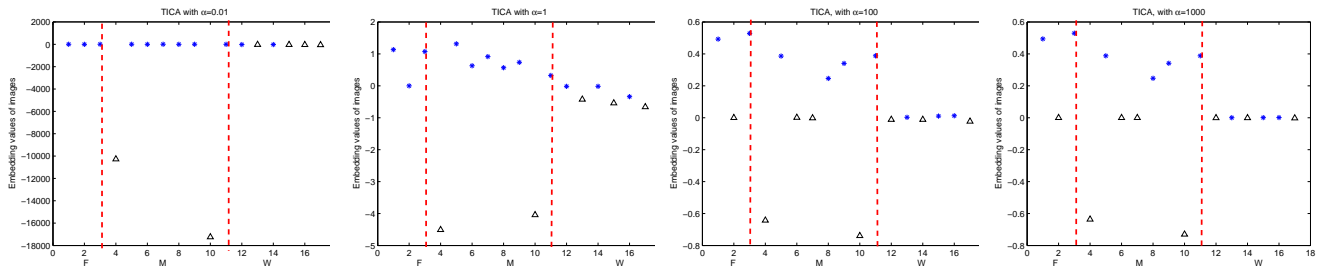 TICA with α=0.01
2000
0
−2000
−4000
−6000
−8000
−10000
−12000
−14000
−16000
−18000
Embedding values of images
0 2 4 6 8 10 12 14 16
F M W
TICA with α=1
2
1
0
−1
−2
−3
−4
−5
Embedding values of images
0 2 4 6 8 10 12 14 16
F M W
TICA, with α=100
0.6
0.4
0.2
0
−0.2
−0.4
−0.6
−0.8
Embedding values of images
0 2 4 6 8 10 12 14 16
F M W
TICA, with α=1000
0.6
0.4
0.2
0
−0.2
−0.4
−0.6
−0.8
Embedding values of images
0 2 4 6 8 10 12 14 16 18
F M W